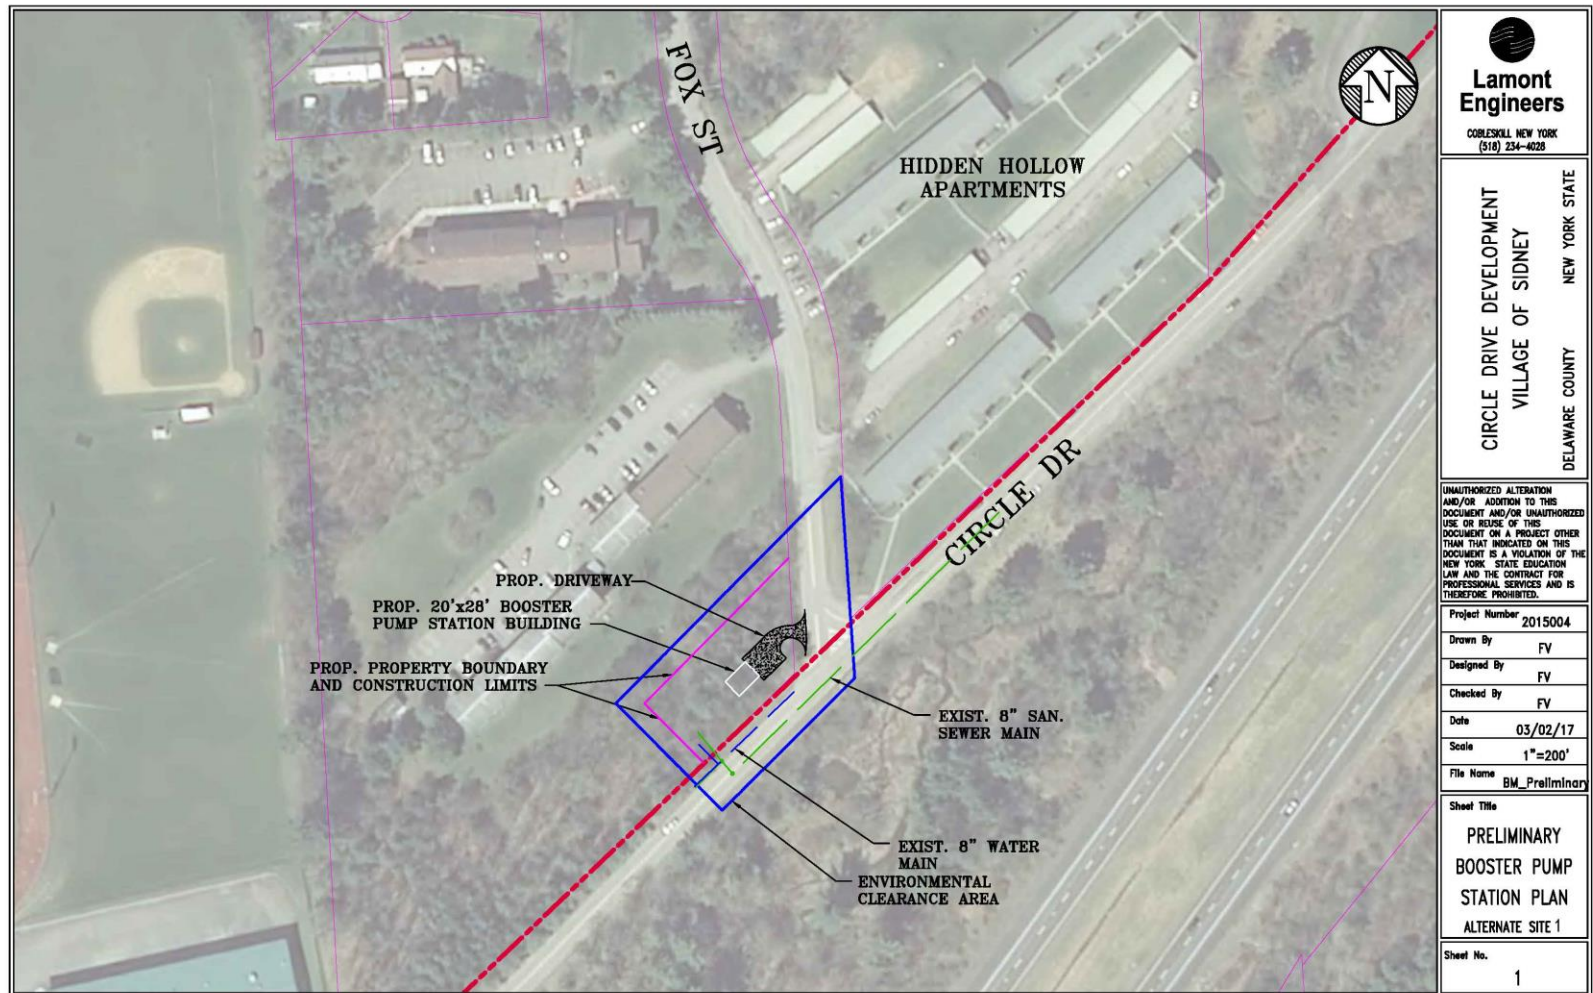 FOX ST
N
HIDDEN HOLLOW
APARTMENTS
CIRCLE DR
PROP. DRIVEWAY
PROP. 20'x28' BOOSTER
PUMP STATION BUILDING
PROP. PROPERTY BOUNDARY
AND CONSTRUCTION LIMITS
EXIST. 8" SAN.
SEWER MAIN
EXIST. 8" WATER
MAIN
ENVIRONMENTAL
CLEARANCE AREA
Lamont
Engineers
COBLESKILL NEW YORK
(518) 234-4028
CIRCLE DRIVE DEVELOPMENT
VILLAGE OF SIDNEY
DELAWARE COUNTY NEW YORK STATE
UNAUTHORIZED ALTERATION
AND/OR ADDITION TO THIS
DOCUMENT AND/OR UNAUTHORIZED
USE OR REUSE OF THIS
DOCUMENT ON A PROJECT OTHER
THAN THAT INDICATED ON THIS
DOCUMENT IS A VIOLATION OF THE
NEW YORK STATE EDUCATION
LAW AND THE CONTRACT FOR
PROFESSIONAL SERVICES AND IS
THEREFORE PROHIBITED.
Project Number 2015004
Drawn By FV
Designed By FV
Checked By FV
Date 03/02/17
Scale 1"=200'
File Name BM_Preliminary
Sheet Title
PRELIMINARY
BOOSTER PUMP
STATION PLAN
ALTERNATE SITE 1
Sheet No.
1